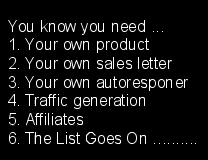 You know you need ...
1. Your own product
2. Your own sales letter
3. Your own autoresponer
4. Traffic generation
5. Affiliates
6. The List Goes On ..........